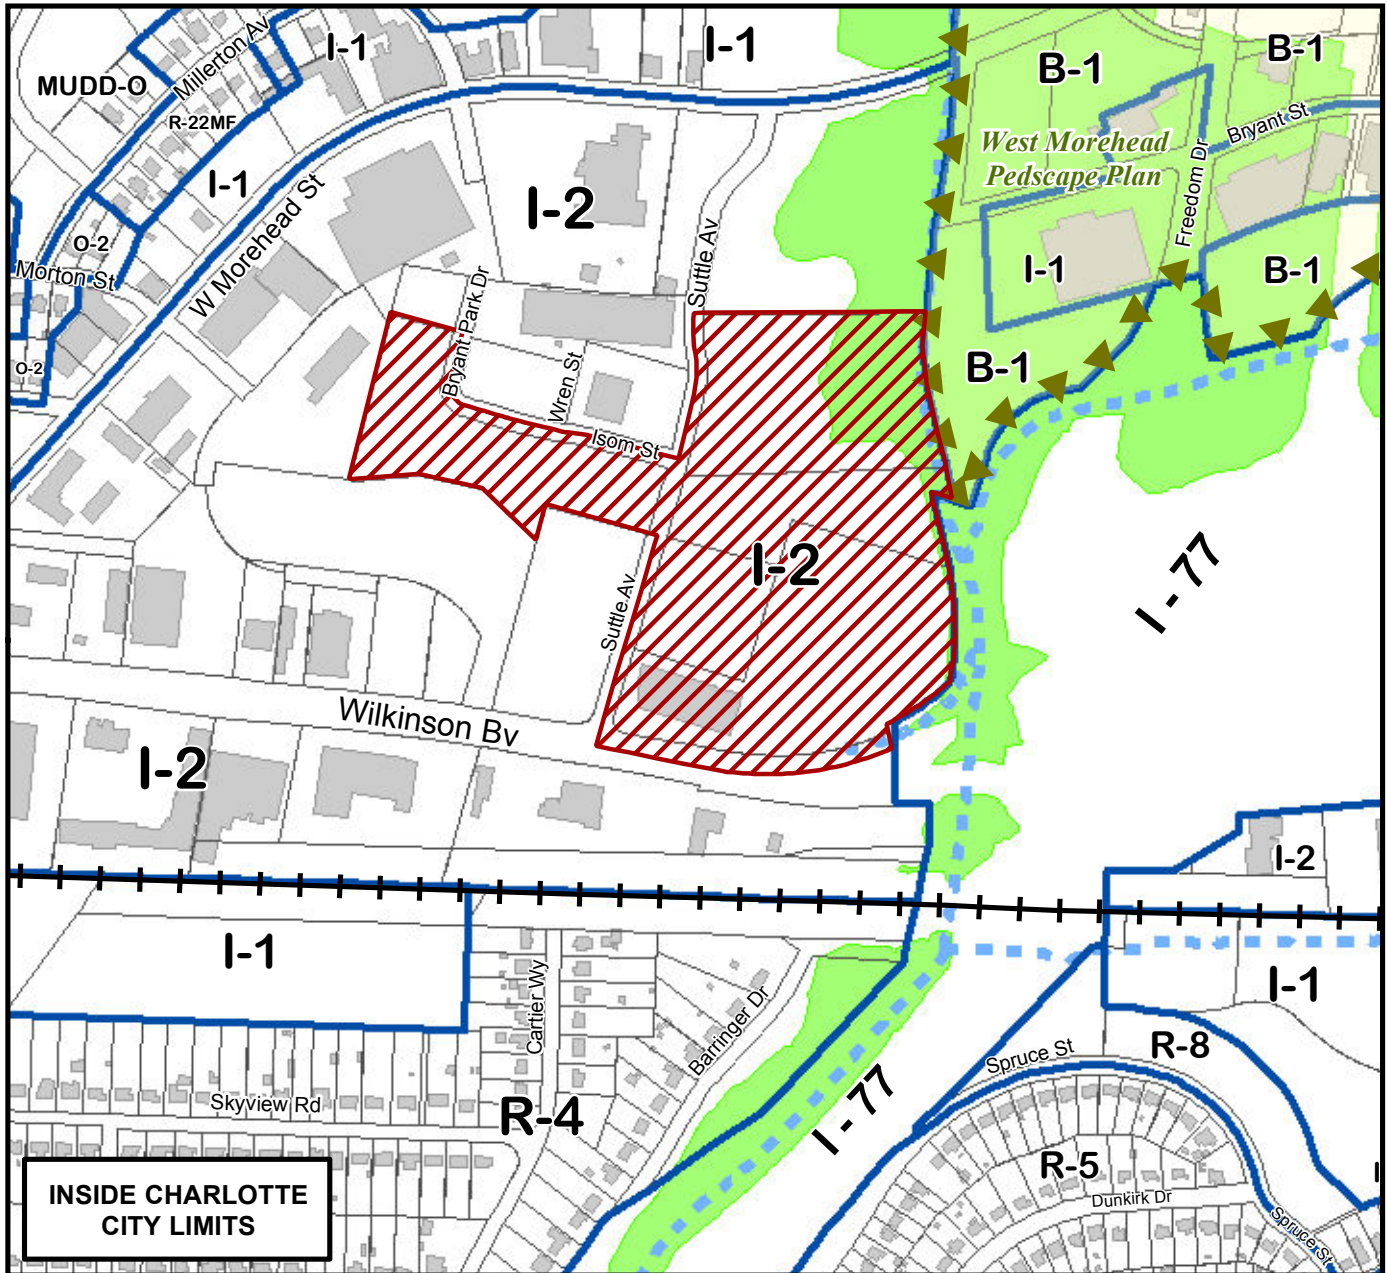 I-1
I-1
B-1
B-1
Millerton Av
MUDD-O
R-22MF
Bryant St
West Morehead
Pedscape Plan
I-1
I-2
Freedom Dr
W Morehead St
O-2
Morton St
Suttle Av
I-1
B-1
Bryant Park Dr
O-2
Wren St
B-1
Isom St
I-2
I - 77
Suttle Av
Wilkinson Bv
I-2
I-2
I-1
I-1
Cartier Wy
Barringer Dr
Spruce St
R-8
Skyview Rd
R-4
I - 77
R-5
Dunkirk Dr
Spruce St
INSIDE CHARLOTTE
CITY LIMITS